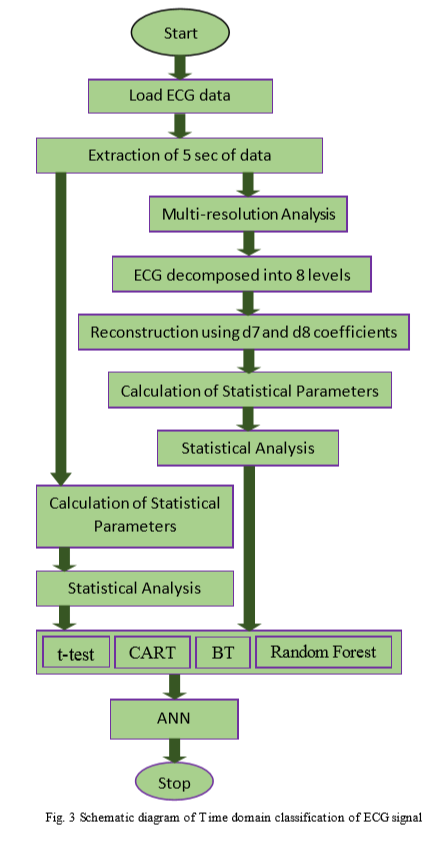 Start
Load ECG data
Extraction of 5 sec of data
Multi-resolution Analysis
ECG decomposed into 8 levels
Reconstruction using d7 and d8 coefficients
Calculation of Statistical Parameters
Statistical Analysis
Calculation of Statistical
Parameters
Statistical Analysis
t-test CART BT Random Forest
ANN
Stop
Fig. 3 Schematic diagram of Time domain classification of ECG signal